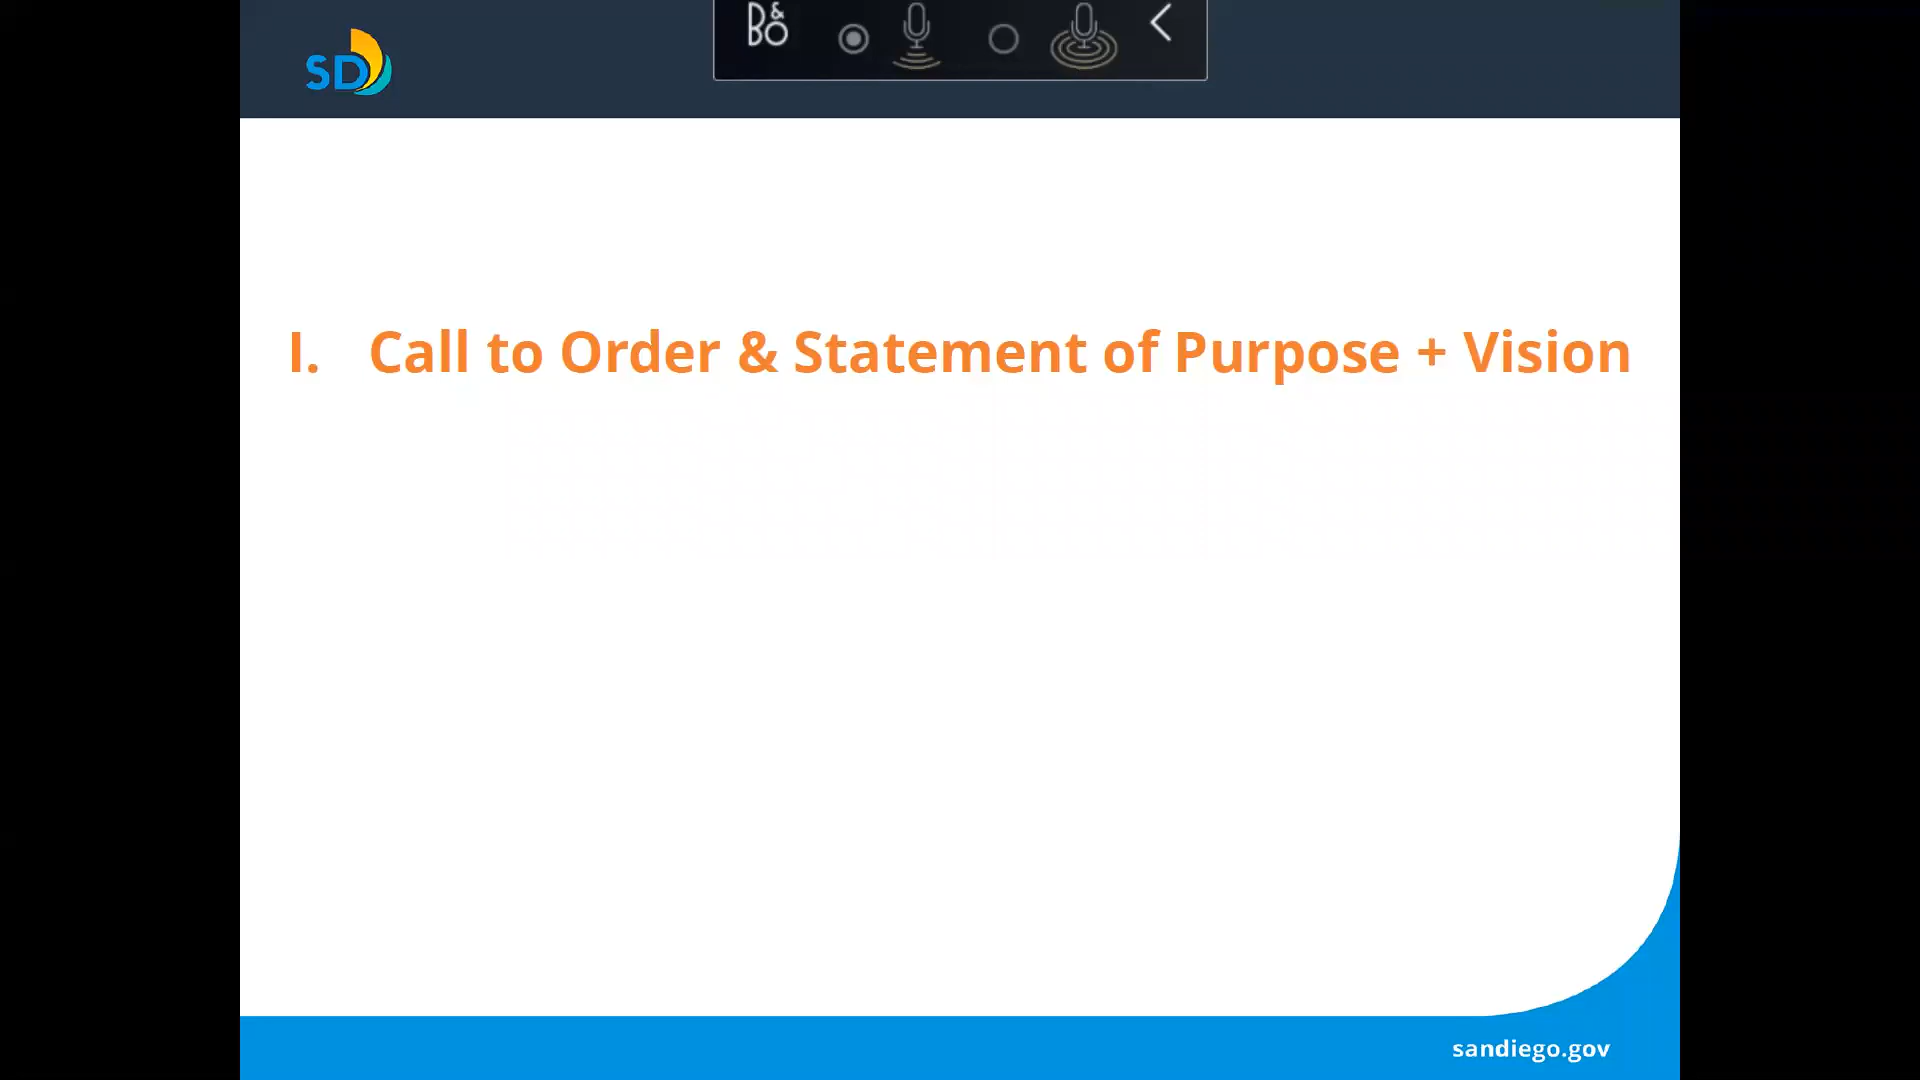 SD
B&O
I. Call to Order & Statement of Purpose + Vision
sandiego.gov